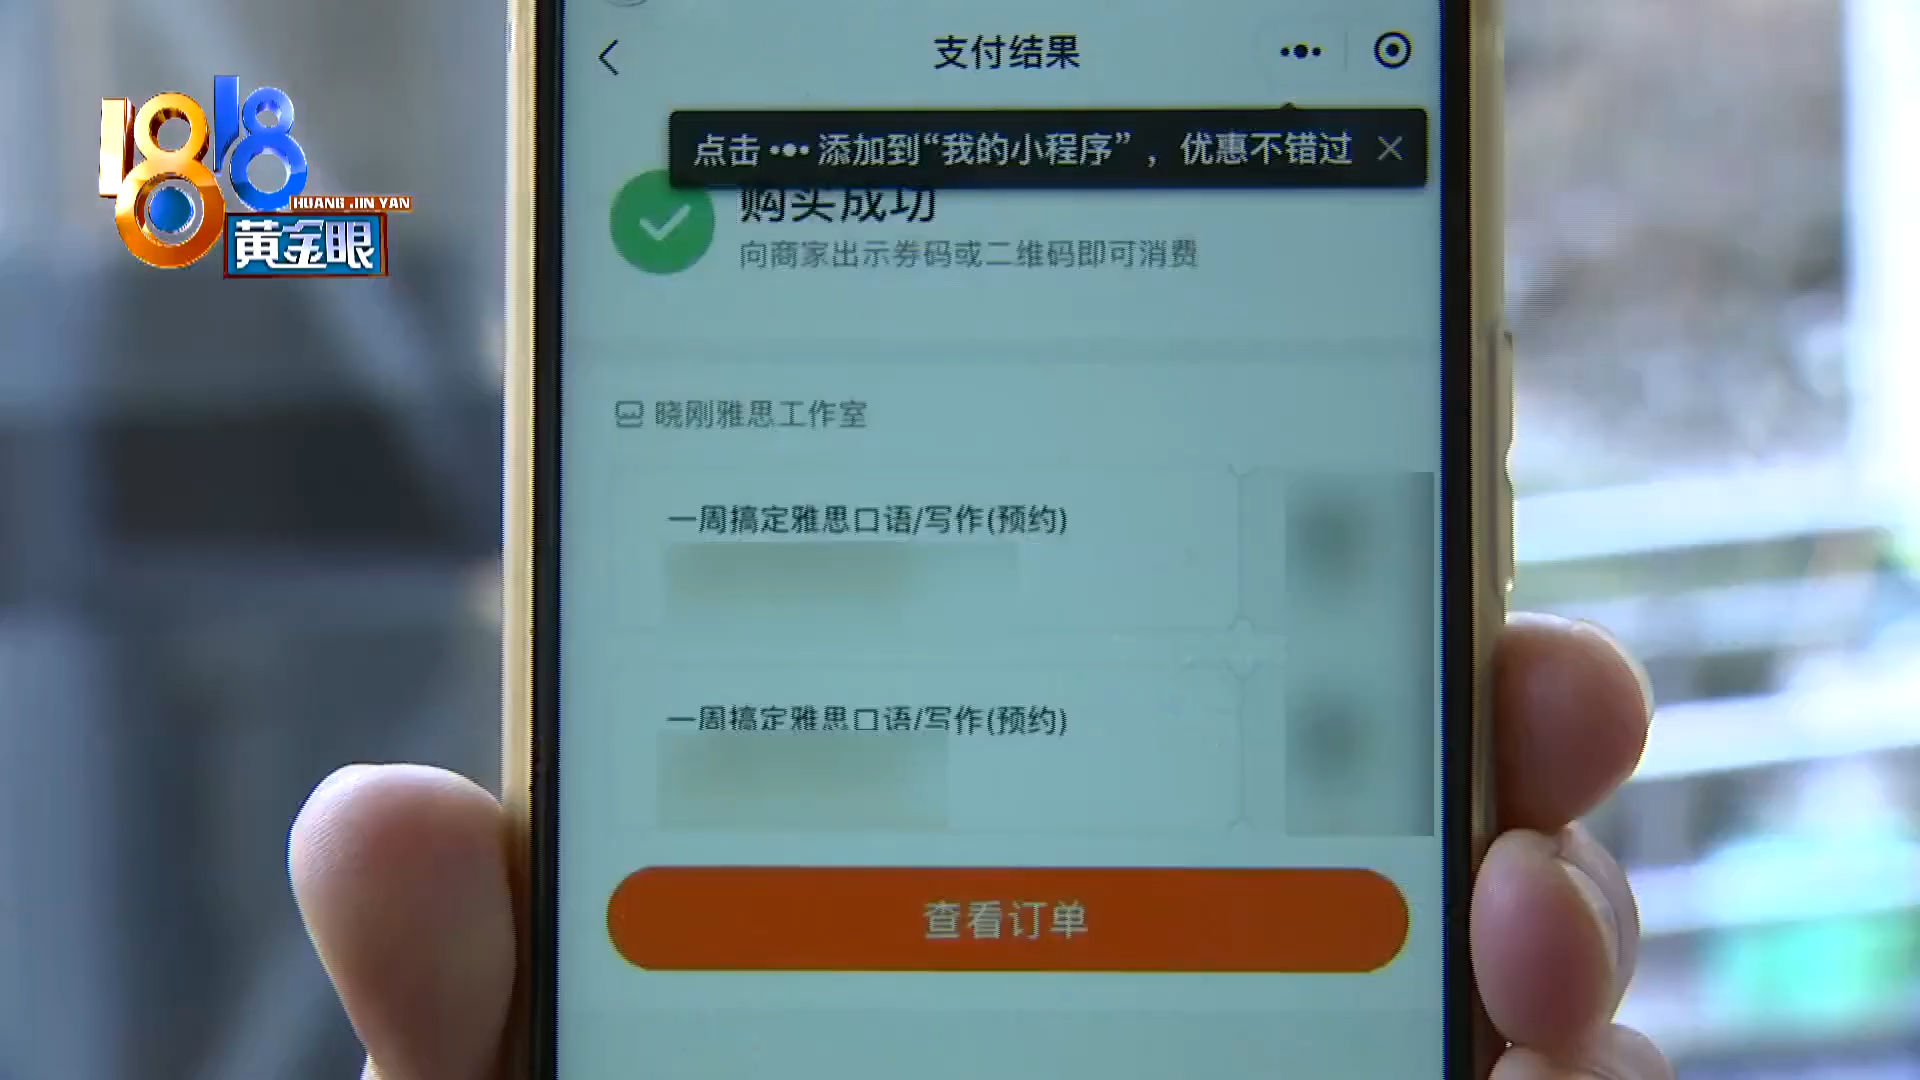 1818
HUANG JIN YAN
黄金眼
支付结果
点击 ••• 添加到“我的小程序”，优惠不错过
购买成功
向商家出示券码或二维码即可消费
晓刚雅思工作室
一周搞定雅思口语/写作(预约)
一周搞定雅思口语/写作(预约)
查看订单